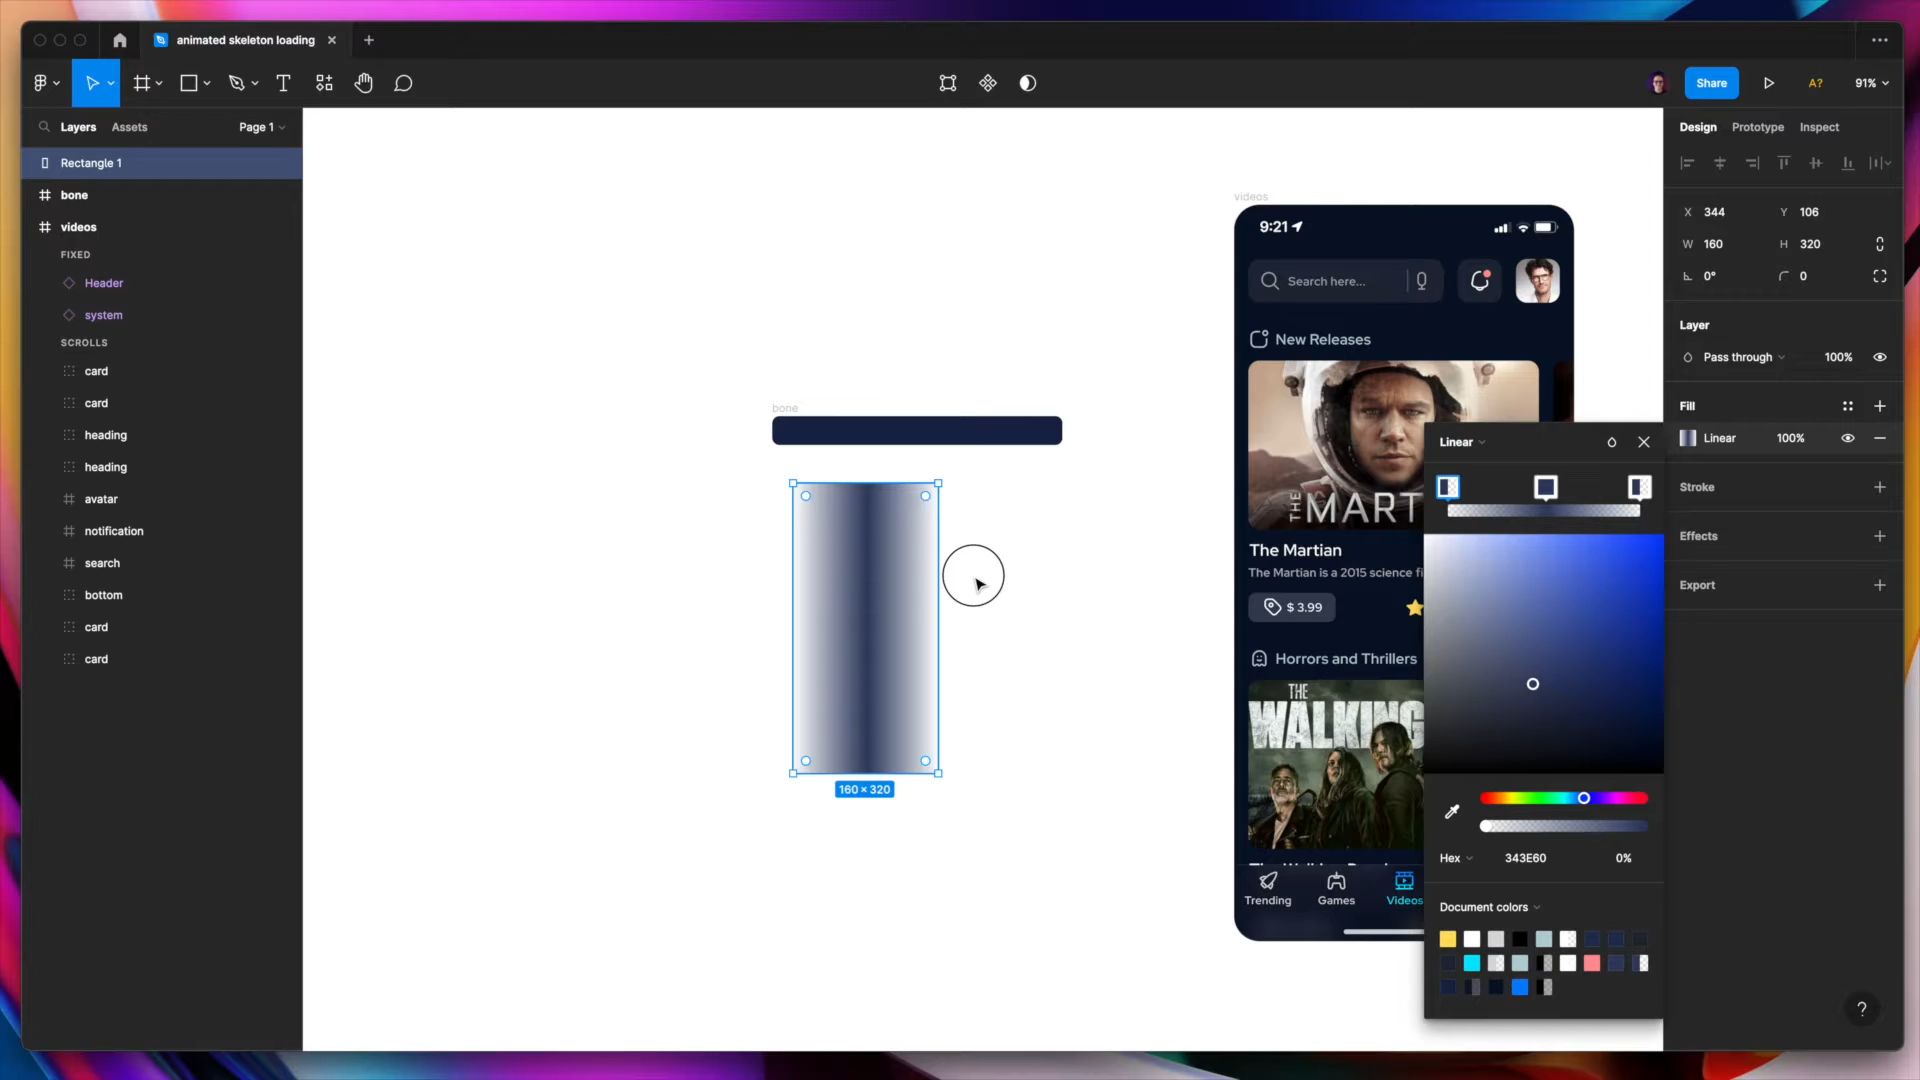 animated skeleton loading
Share
A?
91%
Layers
Assets
Page 1
Rectangle 1
bone
videos
FIXED
Header
system
SCROLLS
card
card
heading
heading
avatar
notification
search
bottom
card
card
bone
160 × 320
videos
9:21
Search here...
New Releases
THE
MART
The Martian
The Martian is a 2015 science fi
$ 3.99
Horrors and Thrillers
THE
WALKING
Trending
Games
Videos
Design
Prototype
Inspect
X 344
Y 106
W 160
H 320
0°
0
Layer
Pass through
100%
Fill
Linear
100%
Stroke
Effects
Export
Linear
Hex
343E60
0%
Document colors
?